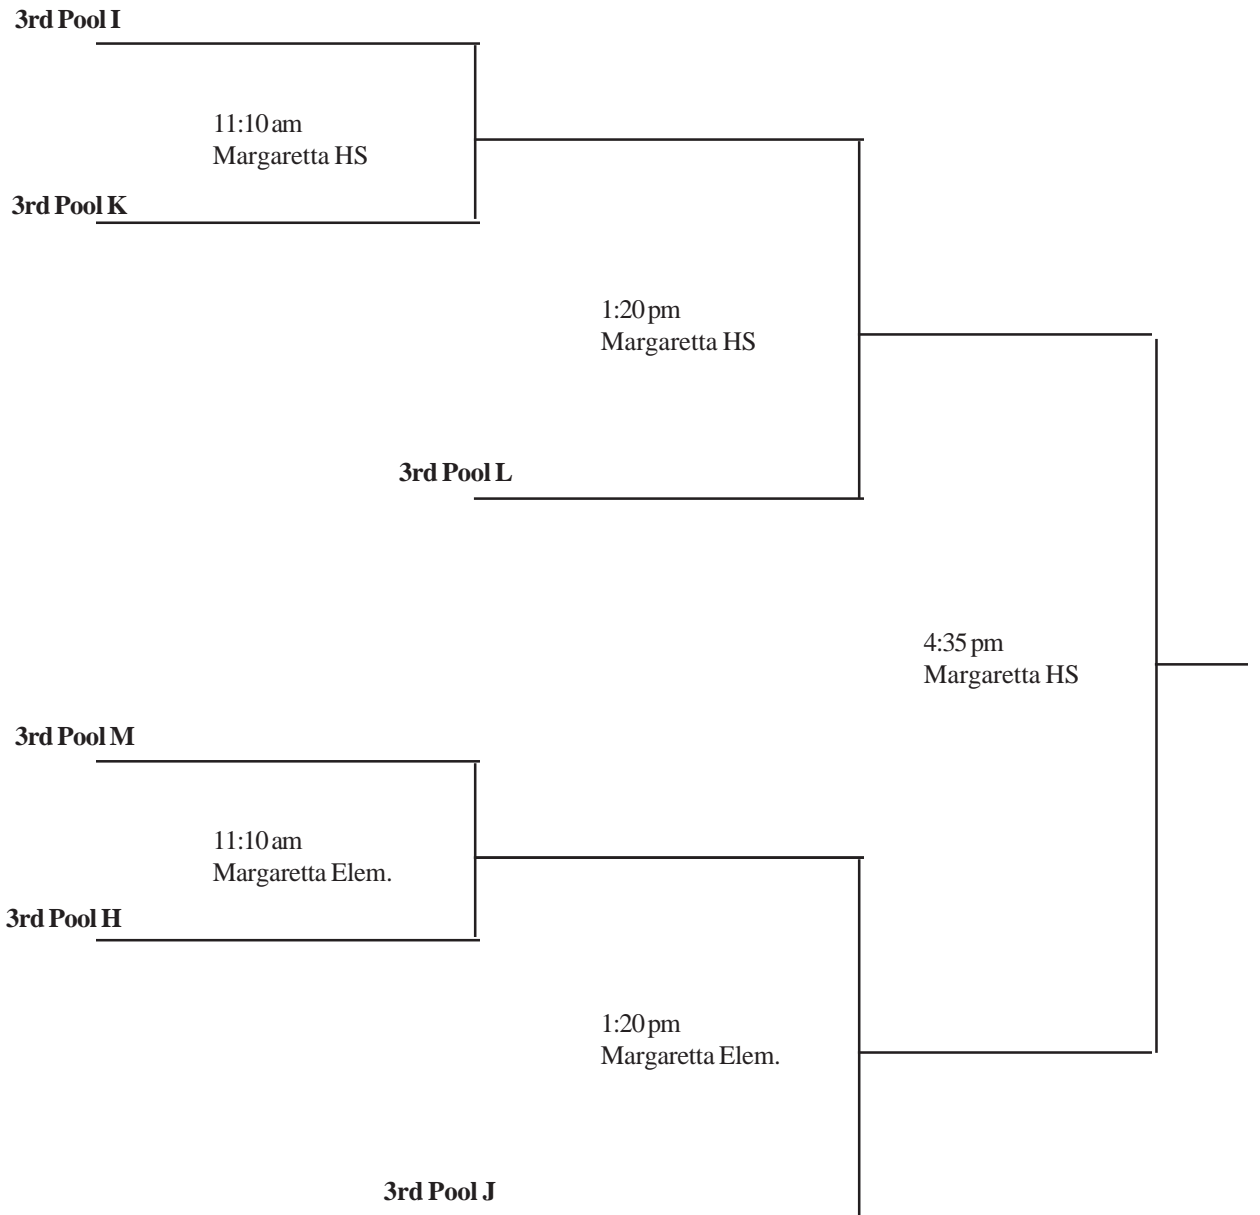 3rd Pool I
11:10 am
Margaretta HS
3rd Pool K
1:20 pm
Margaretta HS
3rd Pool L
4:35 pm
Margaretta HS
3rd Pool M
11:10 am
Margaretta Elem.
3rd Pool H
1:20 pm
Margaretta Elem.
3rd Pool J